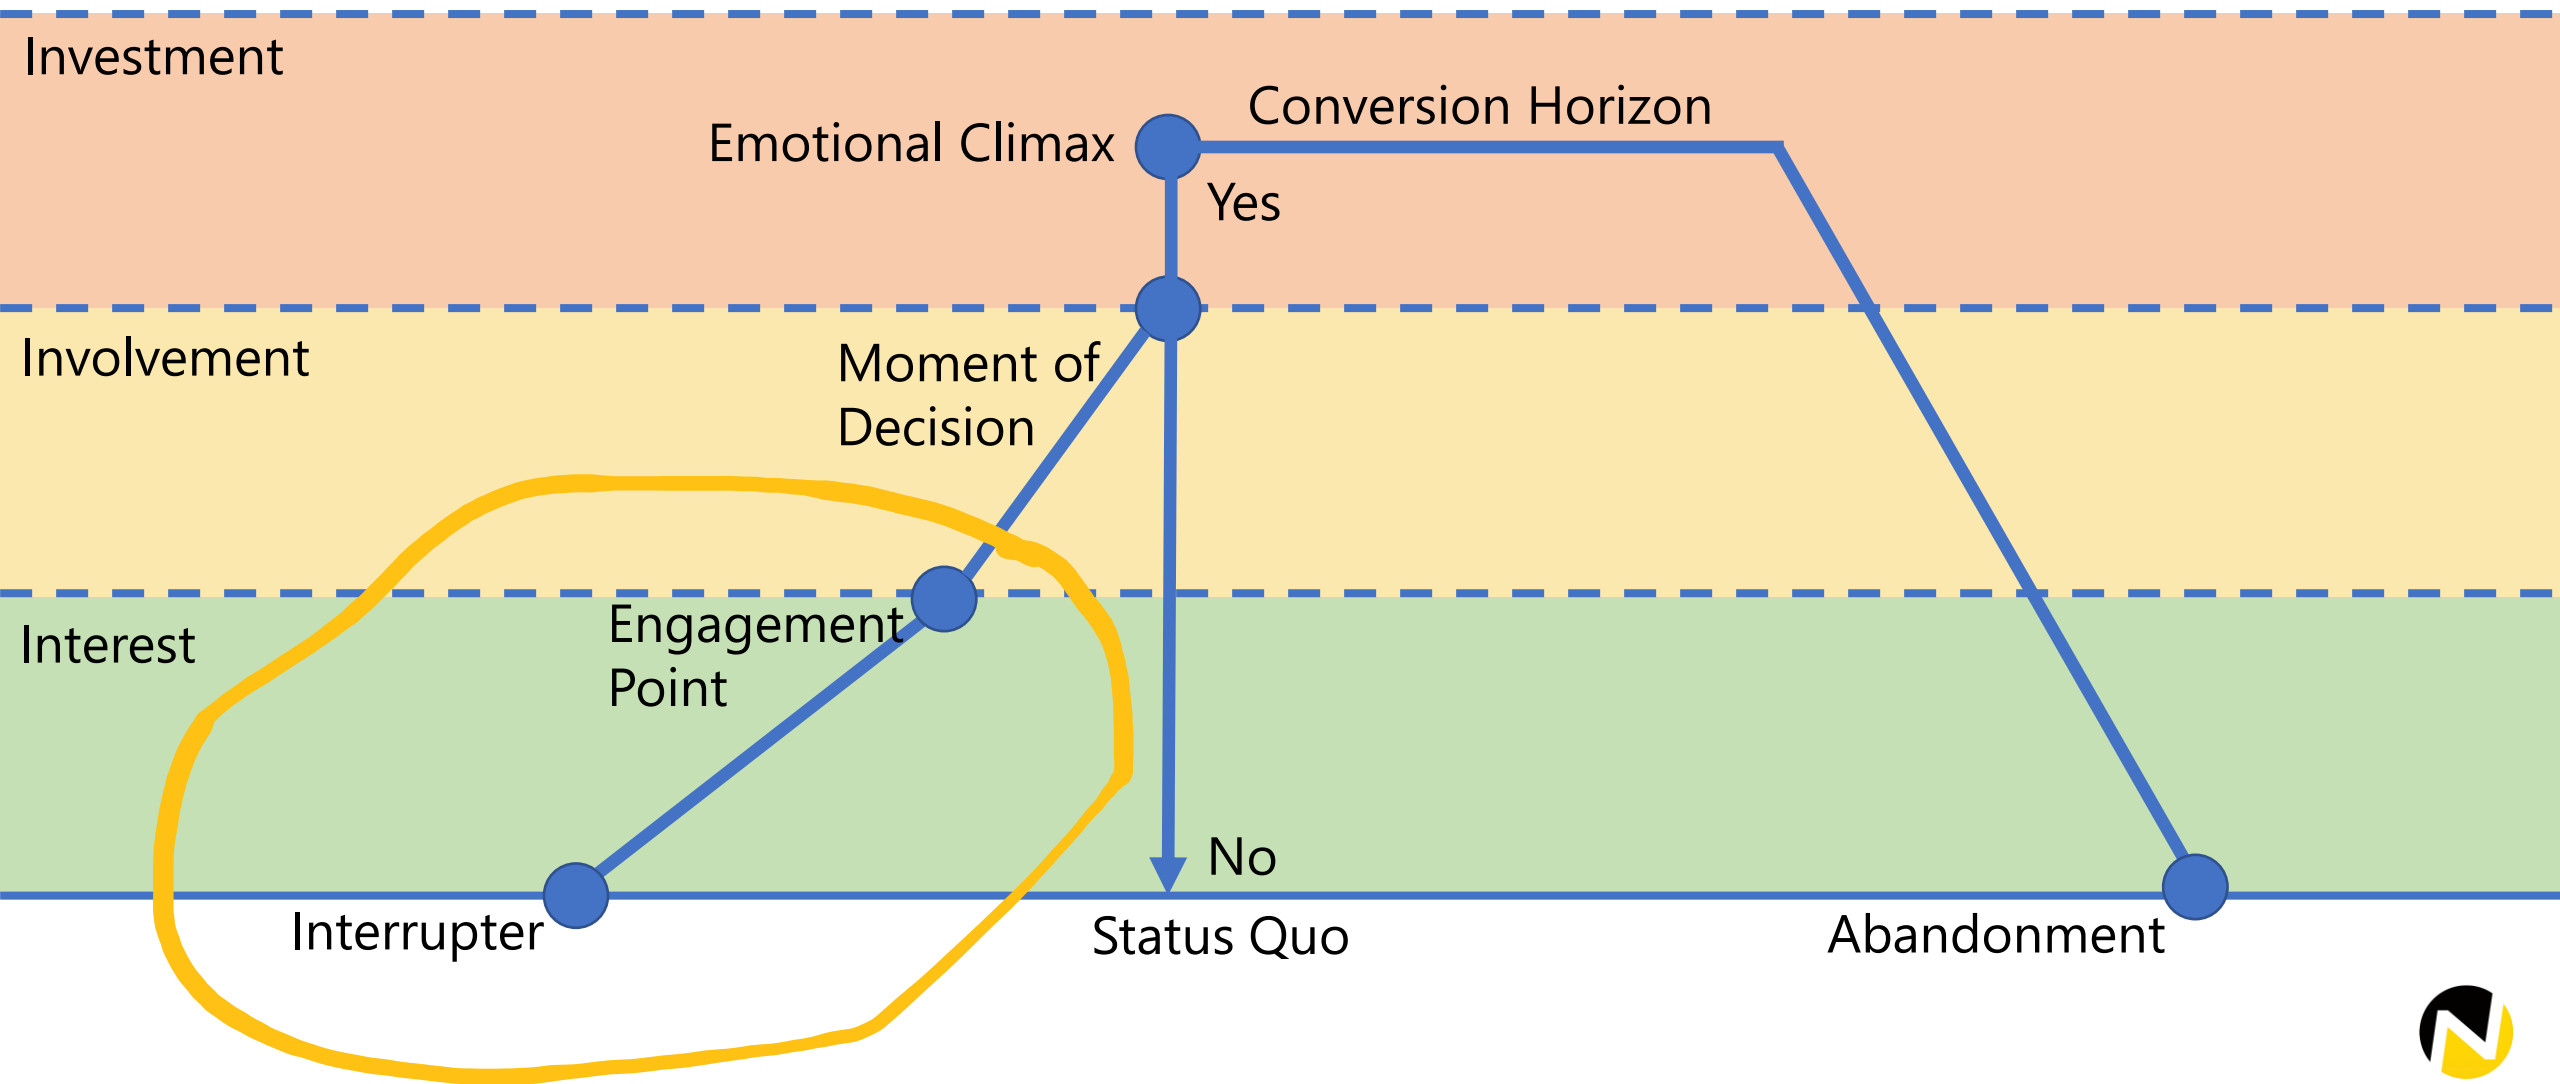 Investment
Conversion Horizon
Emotional Climax
Yes
Involvement
Moment of
Decision
Engagement
Point
Interest
No
Interrupter
Status Quo
Abandonment
N